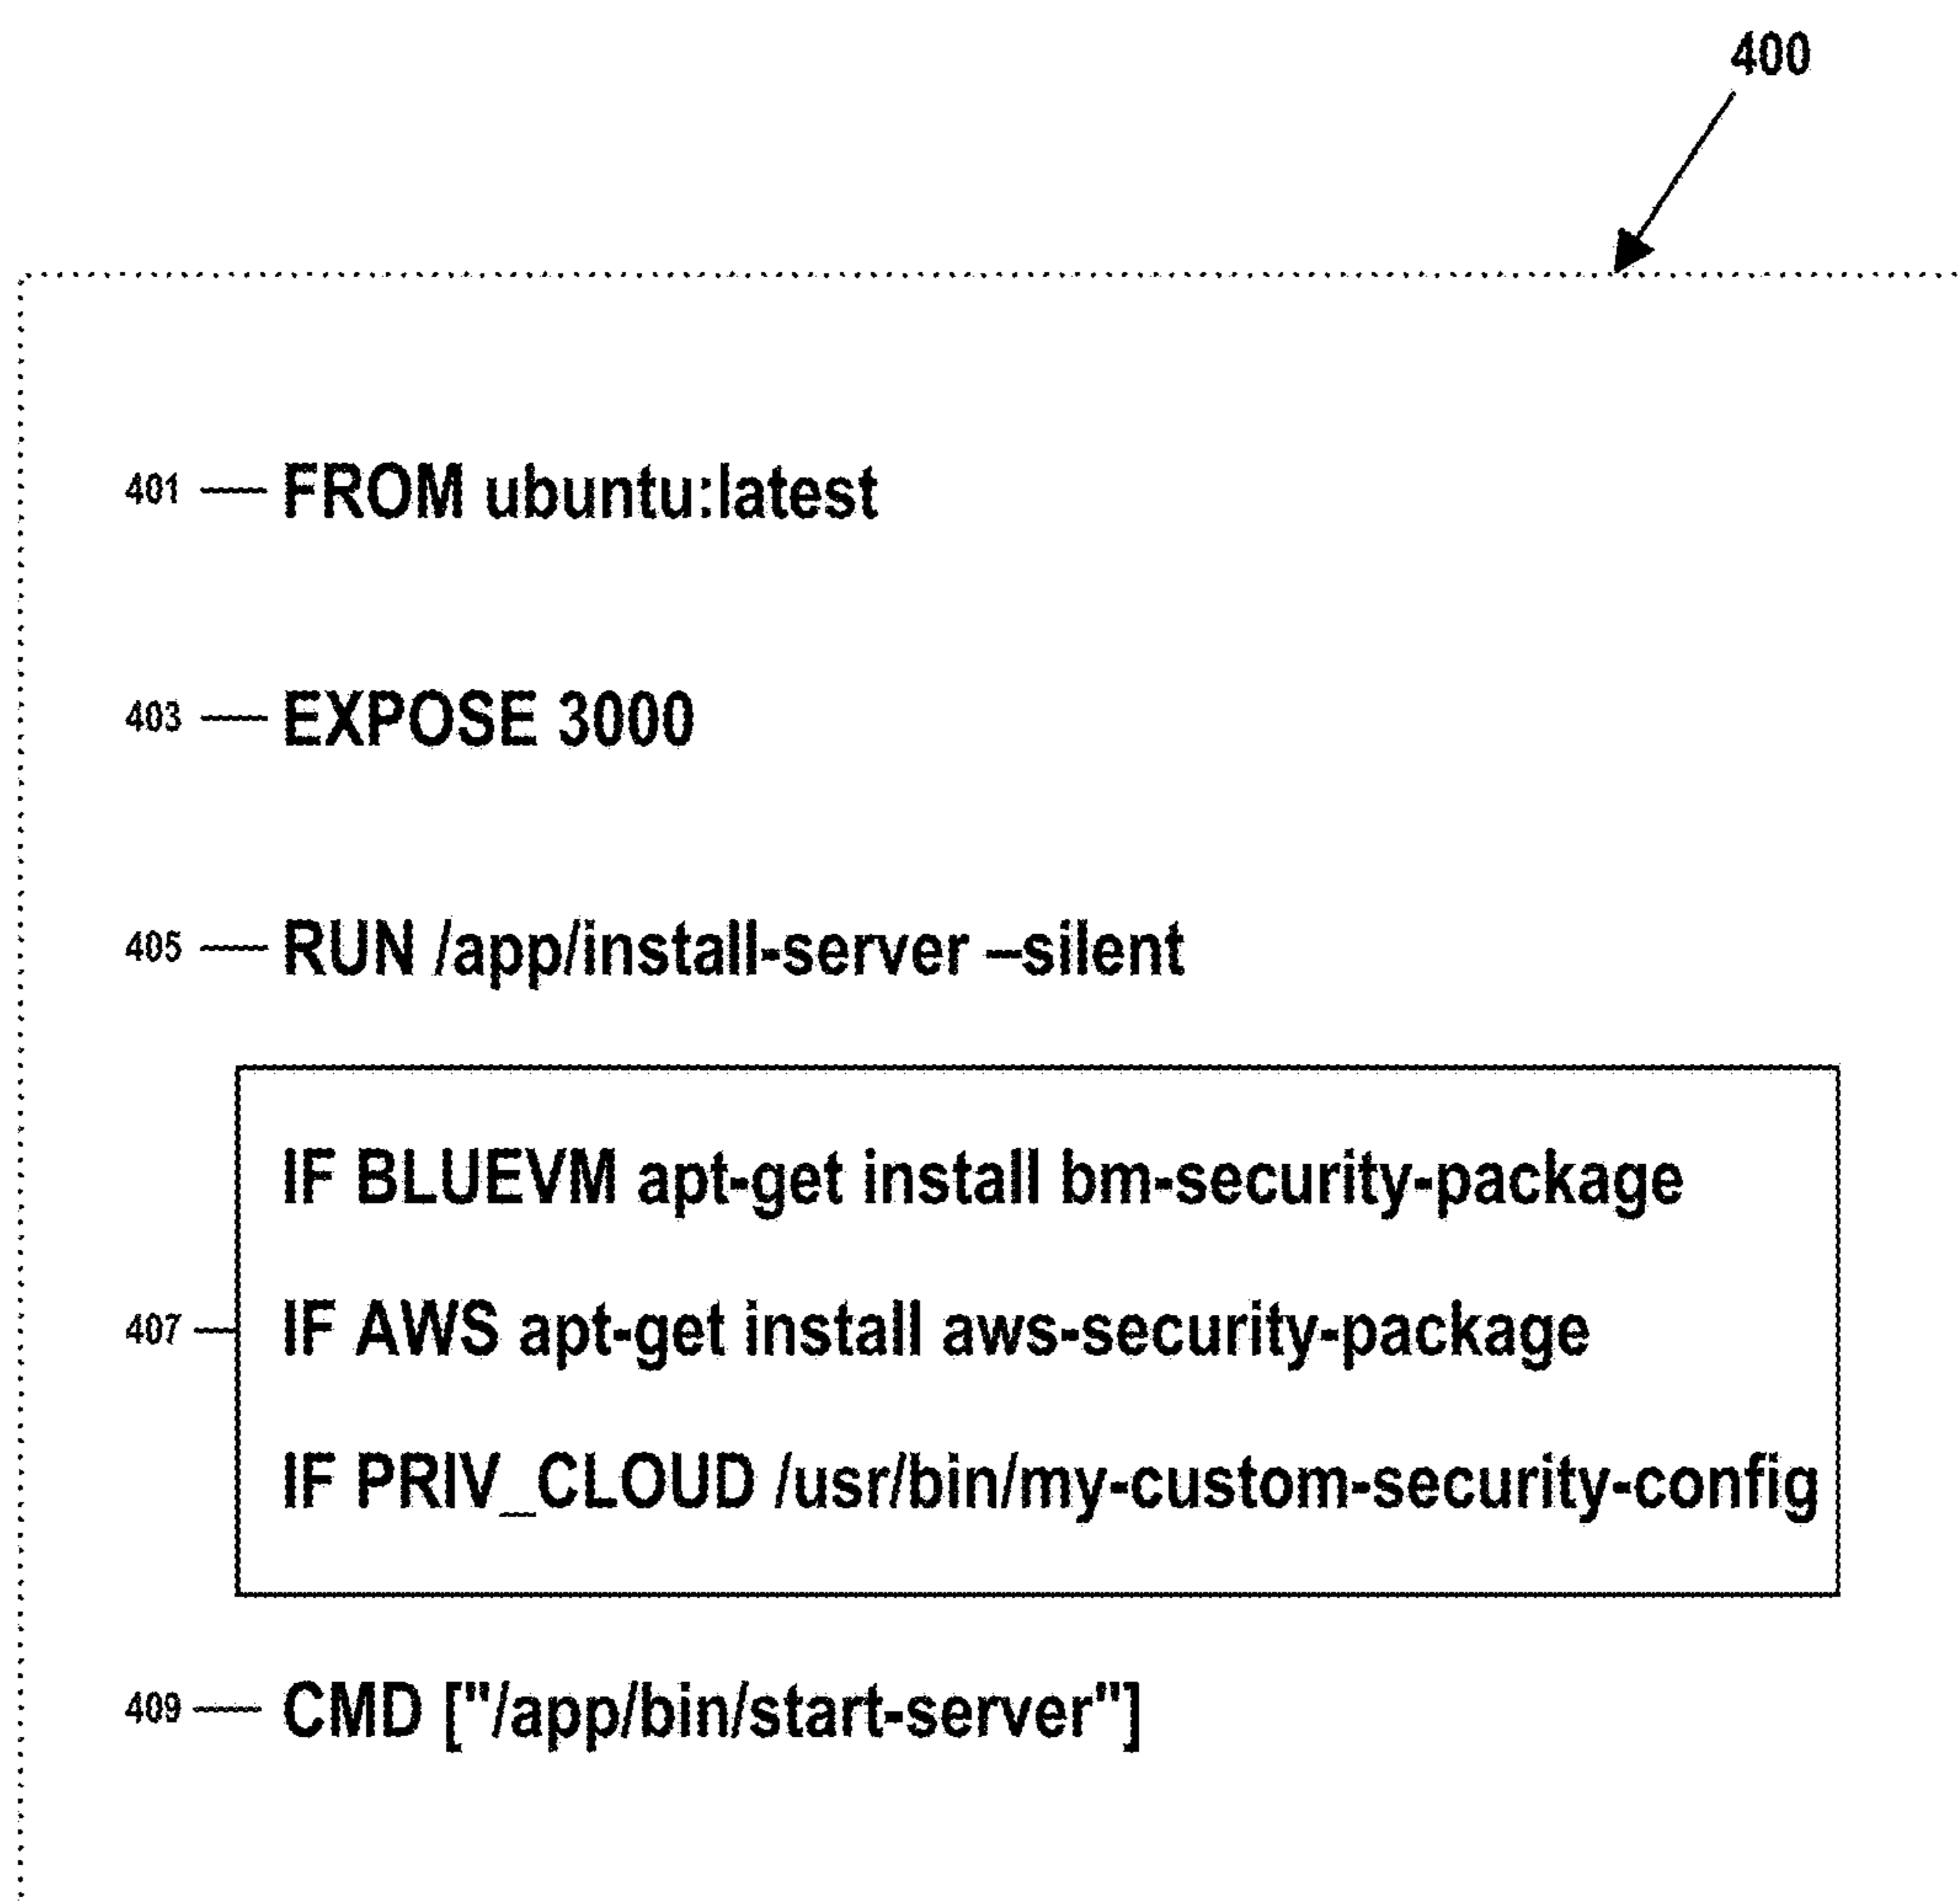 400
401 FROM ubuntu:latest
403 EXPOSE 3000
405 RUN /app/install-server –silent
IF BLUEVM apt-get install bm-security-package
407 IF AWS apt-get install aws-security-package
IF PRIV_CLOUD /usr/bin/my-custom-security-config
409 CMD ["/app/bin/start-server"]